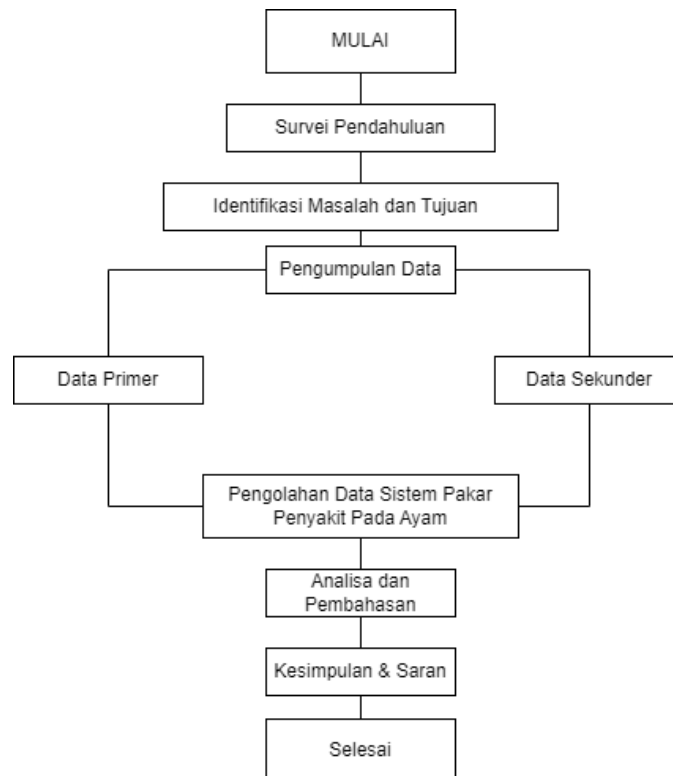 MULAI
Survei Pendahuluan
Identifikasi Masalah dan Tujuan
Pengumpulan Data
Data Primer
Data Sekunder
Pengolahan Data Sistem Pakar
Penyakit Pada Ayam
Analisa dan
Pembahasan
Kesimpulan & Saran
Selesai